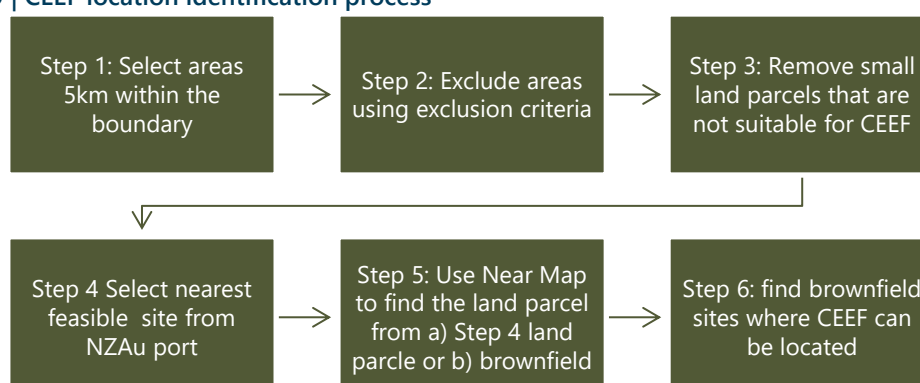 | CEEF location identification process
Step 1: Select areas
5km within the
boundary
Step 2: Exclude areas
using exclusion criteria
Step 3: Remove small
land parcels that are
not suitable for CEEF
Step 4 Select nearest
feasible site from
NZAu port
Step 5: Use Near Map
to find the land parcel
from a) Step 4 land
parcle or b) brownfield
Step 6: find brownfield
sites where CEEF can
be located